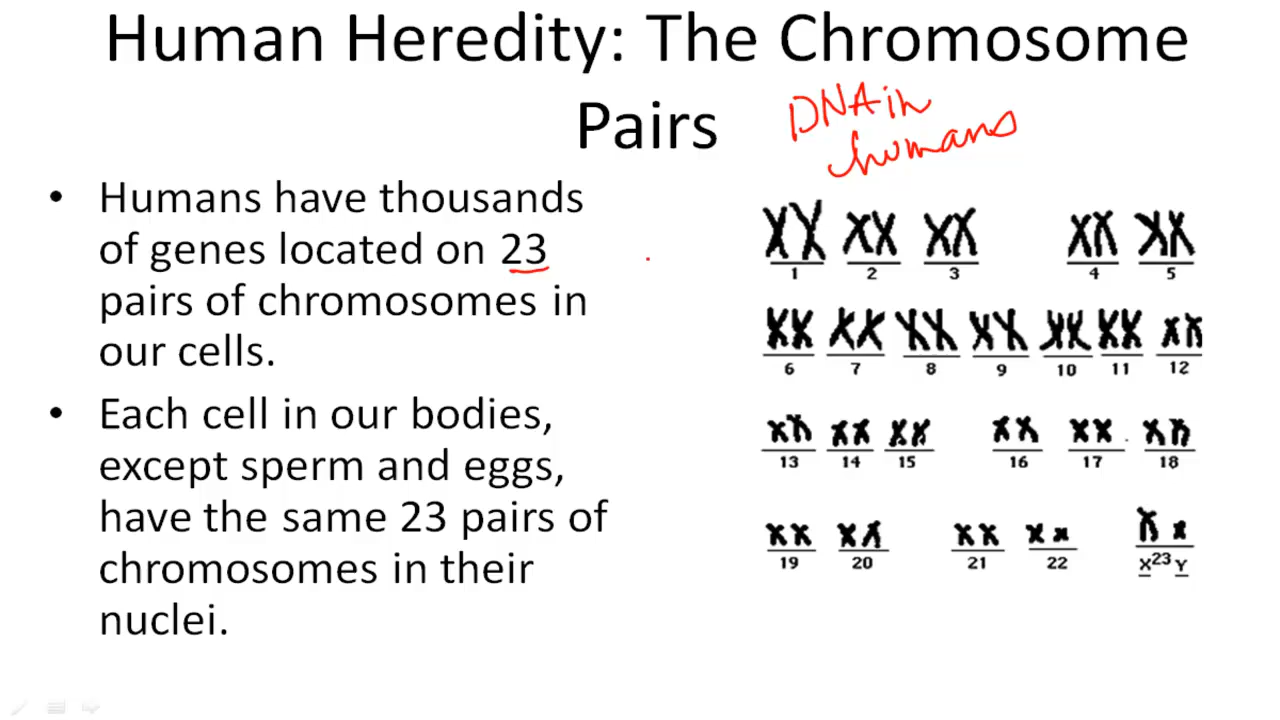 Human Heredity: The Chromosome
Pairs
DNA in
humans
• Humans have thousands
of genes located on 23
pairs of chromosomes in
our cells.
• Each cell in our bodies,
except sperm and eggs,
have the same 23 pairs of
chromosomes in their
nuclei.
1 2 3 4 5
6 7 8 9 10 11 12
13 14 15 16 17 18
19 20 21 22 X 23 Y